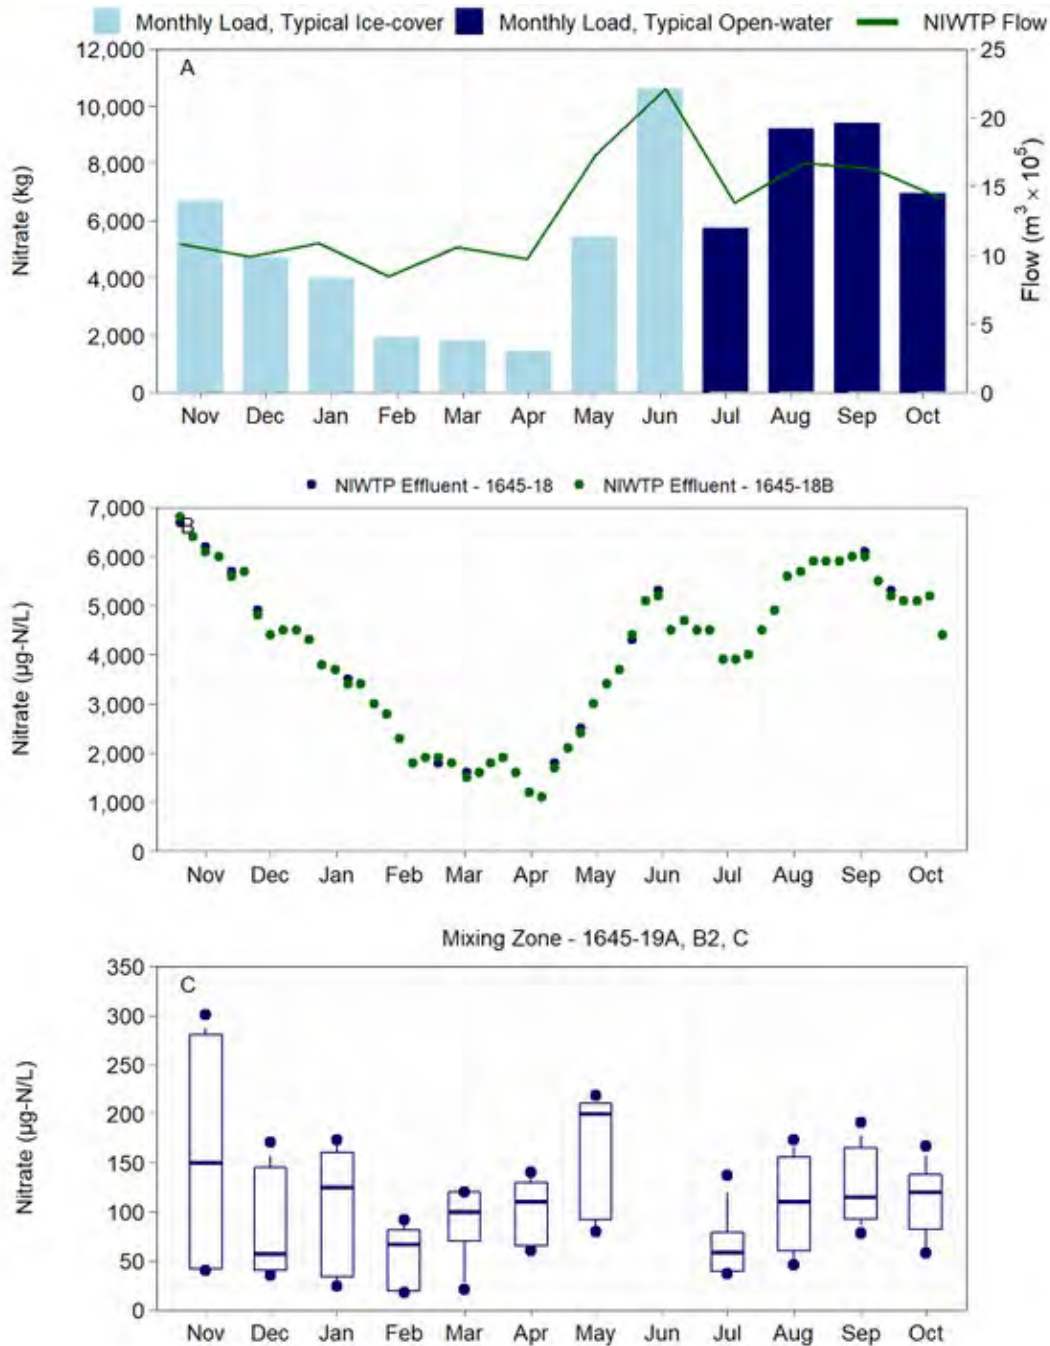 Monthly Load, Typical Ice-cover Monthly Load, Typical Open-water NIWTP Flow
A
Nitrate (kg)
12,000
10,000
8,000
6,000
4,000
2,000
0
Flow (m³ × 10⁵)
25
20
15
10
5
0
Nov Dec Jan Feb Mar Apr May Jun Jul Aug Sep Oct
NIWTP Effluent - 1645-18 NIWTP Effluent - 1645-18B
B
Nitrate (µg-N/L)
7,000
6,000
5,000
4,000
3,000
2,000
1,000
0
Nov Dec Jan Feb Mar Apr May Jun Jul Aug Sep Oct
Mixing Zone - 1645-19A, B2, C
C
Nitrate (µg-N/L)
350
300
250
200
150
100
50
0
Nov Dec Jan Feb Mar Apr May Jun Jul Aug Sep Oct